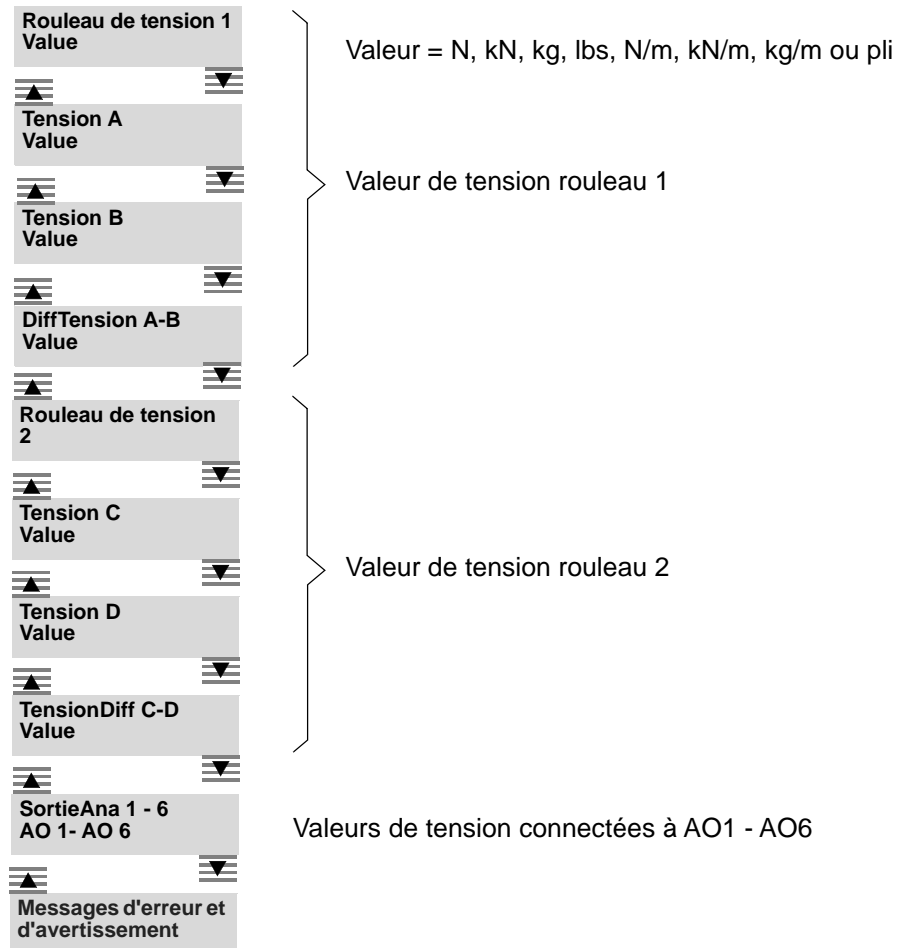 Rouleau de tension 1
Value
Valeur = N, kN, kg, lbs, N/m, kN/m, kg/m ou pli
Tension A
Value
Valeur de tension rouleau 1
Tension B
Value
DiffTension A-B
Value
Rouleau de tension
2
Tension C
Value
Valeur de tension rouleau 2
Tension D
Value
TensionDiff C-D
Value
SortieAna 1 - 6
AO 1- AO 6
Valeurs de tension connectées à AO1 - AO6
Messages d'erreur et
d'avertissement